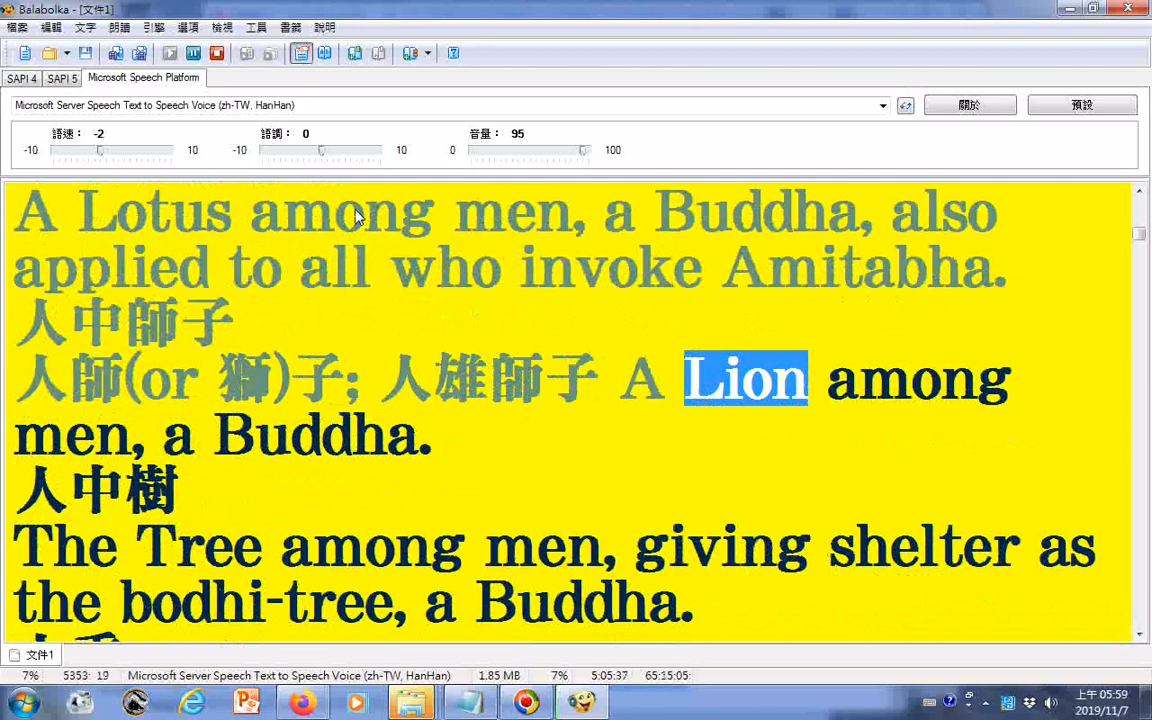 Balabolka - [文件1]
檔案 編輯 文字 朗讀 引擎 選項 檢視 工具 書籤 說明
SAPI 4 SAPI 5 Microsoft Speech Platform
Microsoft Server Speech Text to Speech Voice (zh-TW, HanHan) 關於 預設
語速： -2 語調： 0 音量： 95
-10 10 -10 10 0 100
A Lotus among men, a Buddha, also
applied to all who invoke Amitabha.
人中師子
人師(or 獅)子; 人雄師子 A Lion among
men, a Buddha.
人中樹
The Tree among men, giving shelter as
the bodhi-tree, a Buddha.
文件1
7% 5353: 19 Microsoft Server Speech Text to Speech Voice (zh-TW, HanHan) 1.85 MB 7% 5:05:37 65:15:05:
上午 05:59
2019/11/7